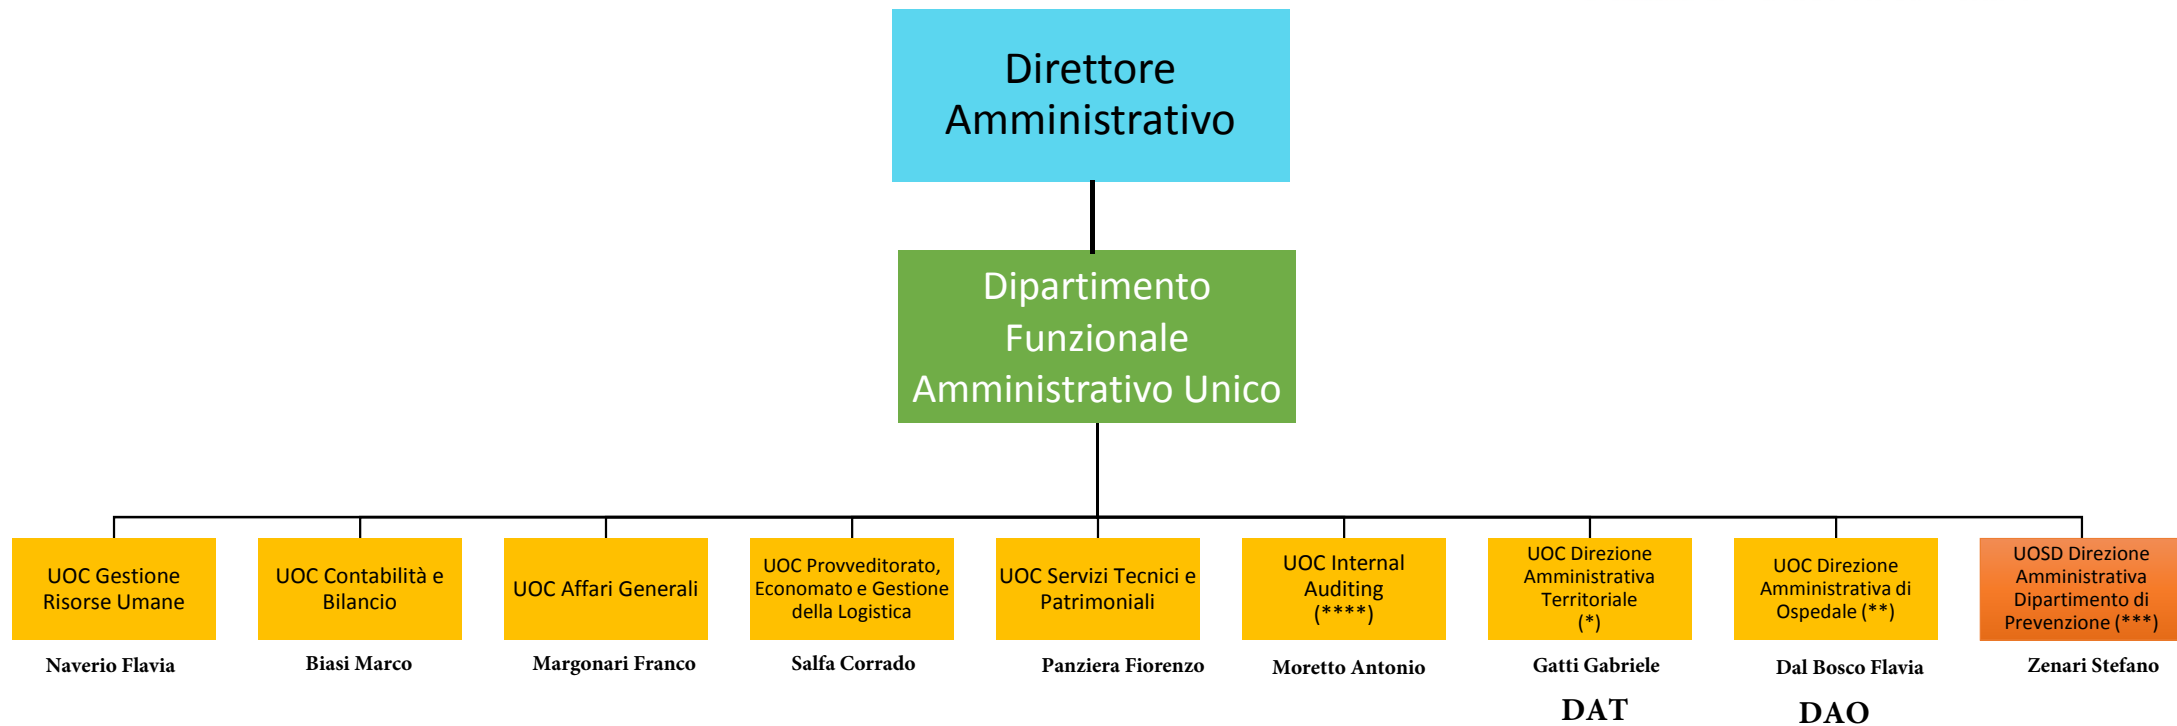 Direttore
Amministrativo
Dipartimento
Funzionale
Amministrativo Unico
UOC Gestione
Risorse Umane
Naverio Flavia
UOC Contabilità e
Bilancio
Biasi Marco
UOC Affari Generali
Margonari Franco
UOC Provveditorato,
Economato e Gestione
della Logistica
Salfa Corrado
UOC Servizi Tecnici e
Patrimoniali
Panziera Fiorenzo
UOC Internal
Auditing
(****)
Moretto Antonio
UOC Direzione
Amministrativa
Territoriale
(*)
Gatti Gabriele
DAT
UOC Direzione
Amministrativa di
Ospedale (**)
Dal Bosco Flavia
DAO
UOSD Direzione
Amministrativa
Dipartimento di
Prevenzione (***)
Zenari Stefano